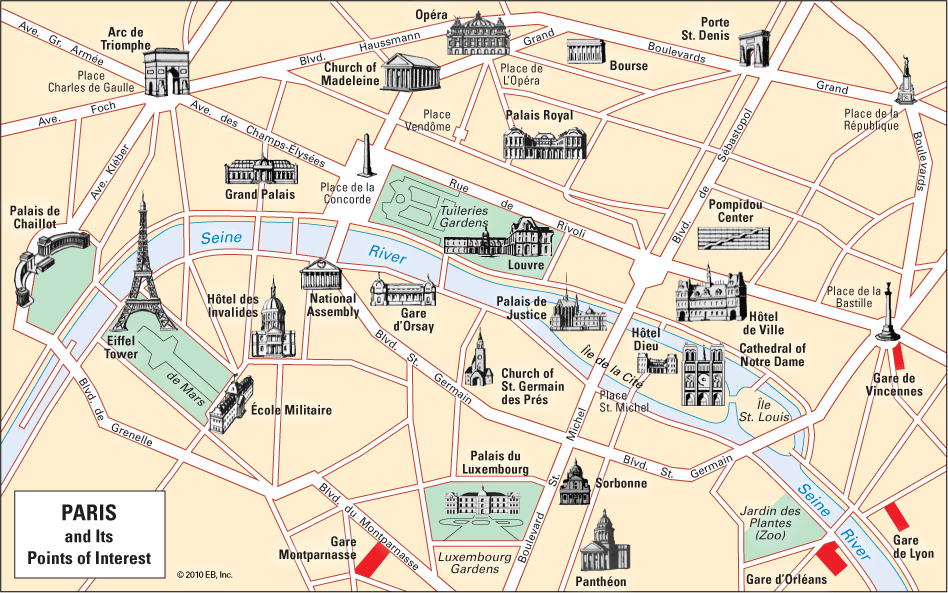 Ave. Gr. Armée
Arc de
Triomphe
Place
Charles de Gaulle
Ave. Foch
Ave. Kléber
Ave. des Champs-Elysées
Blvd. Haussmann
Opéra
Church of
Madeleine
Grand
Boulevards
Place de
L'Opéra
Bourse
Porte
St. Denis
Grand
Place de la
République
Boulevards
Place
Vendôme
Palais Royal
Blvd. de Sébastopol
Grand Palais
Place de la
Concorde
Rue de Rivoli
Tuileries
Gardens
Louvre
Pompidou
Center
Palais de
Chaillot
Seine
River
Eiffel
Tower
de Mars
Hôtel des
Invalides
National
Assembly
Gare
d'Orsay
Palais de
Justice
Hôtel
de Ville
Place de la
Bastille
Hôtel
Dieu
Cathedral of
Notre Dame
Gare de
Vincennes
Île de la Cité
Place
St. Michel
Île
St. Louis
Church of
St. Germain
des Prés
École Militaire
Blvd. St. Germain
Blvd. de Grenelle
Blvd. St. Germain
Boulevard St. Michel
Palais du
Luxembourg
Luxembourg
Gardens
Sorbonne
Panthéon
Blvd. du Montparnasse
Gare
Montparnasse
Jardin des
Plantes
(Zoo)
Seine
River
Gare
de Lyon
Gare d'Orléans
PARIS
and Its
Points of Interest
© 2010 EB, Inc.